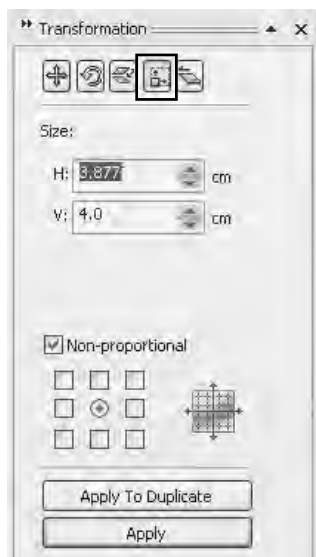 Transformation
Size:
H: 3.877 cm
V: 4.0 cm
Non-proportional
Apply To Duplicate
Apply